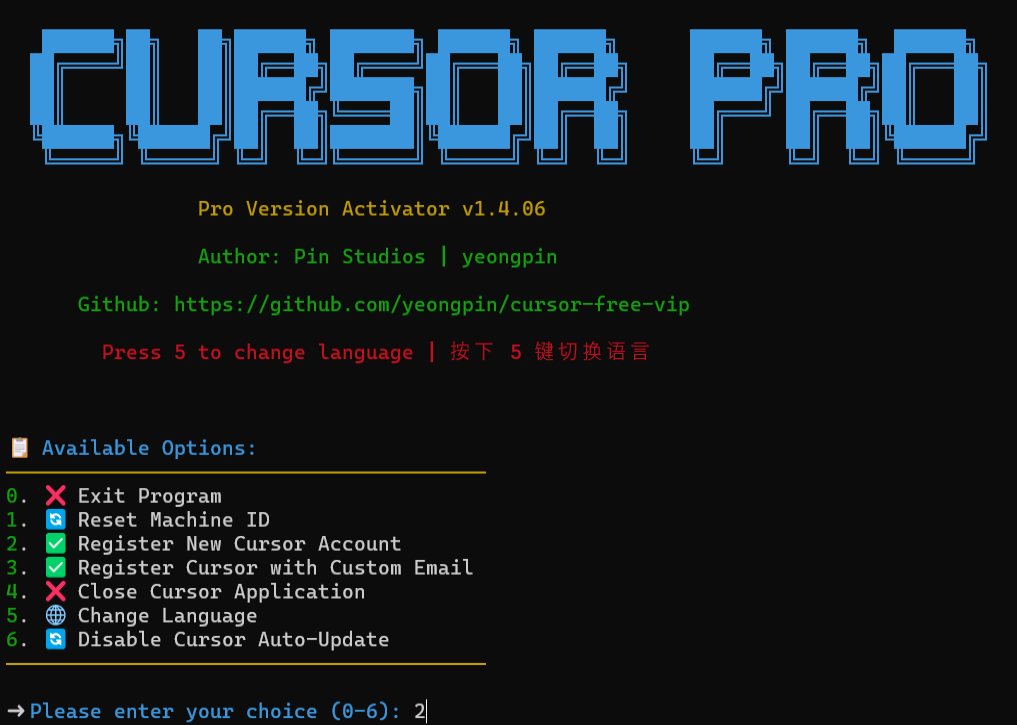 CURSOR PRO
Pro Version Activator v1.4.06
Author: Pin Studios | yeongpin
Github: https://github.com/yeongpin/cursor-free-vip
Press 5 to change language | 按下 5 键切换语言
📋 Available Options:
0. ❌ Exit Program
1. 🔄 Reset Machine ID
2. ✅ Register New Cursor Account
3. ✅ Register Cursor with Custom Email
4. ❌ Close Cursor Application
5. 🌐 Change Language
6. 🔄 Disable Cursor Auto-Update
➜ Please enter your choice (0-6): 2